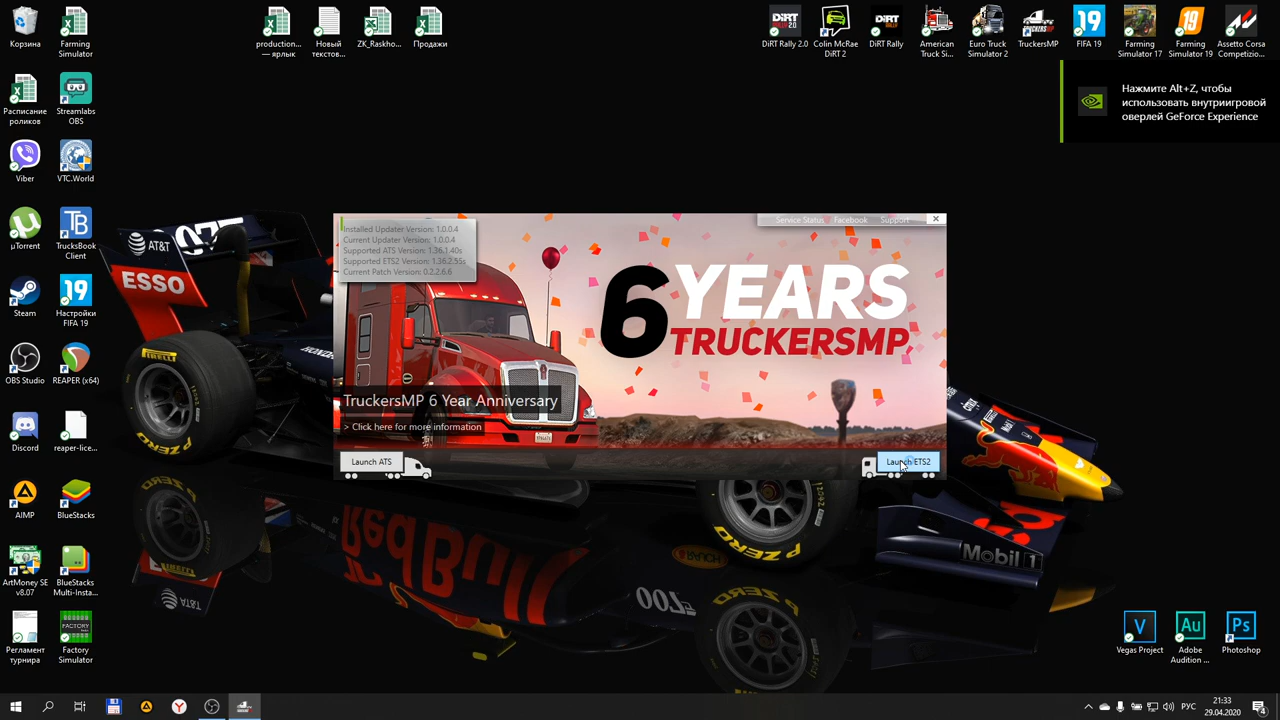 Корзина
Farming
Simulator
production...
— ярлык
Новый
текстов...
ZK_Raskho...
Продажи
DiRT Rally 2.0
Colin McRae
DiRT 2
DiRT Rally
American
Truck Si...
Euro Truck
Simulator 2
TruckersMP
FIFA 19
Farming
Simulator 17
Farming
Simulator 19
Assetto Corsa
Competizio...
Нажмите Alt+Z, чтобы
использовать внутриигровой
оверлей GeForce Experience
Расписание
роликов
Streamlabs
OBS
Viber
VTC.World
µTorrent
TrucksBook
Client
Steam
Настройки
FIFA 19
OBS Studio
REAPER (x64)
Discord
reaper-lice...
AIMP
BlueStacks
ArtMoney SE
v8.07
BlueStacks
Multi-Insta...
Регламент
турнира
Factory
Simulator
AT&T
ESSO
HONDA
PIRELLI
P ZERO
Installed Updater Version: 1.0.0.4
Current Updater Version: 1.0.0.4
Supported ATS Version: 1.36.1.40s
Supported ETS2 Version: 1.36.2.55s
Current Patch Version: 0.2.2.6.6
Service Status
Facebook
Support
6 YEARS
TRUCKERSMP
TruckersMP 6 Year Anniversary
> Click here for more information
Launch ATS
Launch ETS2
P ZERO
Mobil 1
Red Bull
Vegas Project
Adobe
Audition ...
Photoshop
РУС
21:33
29.04.2020
4